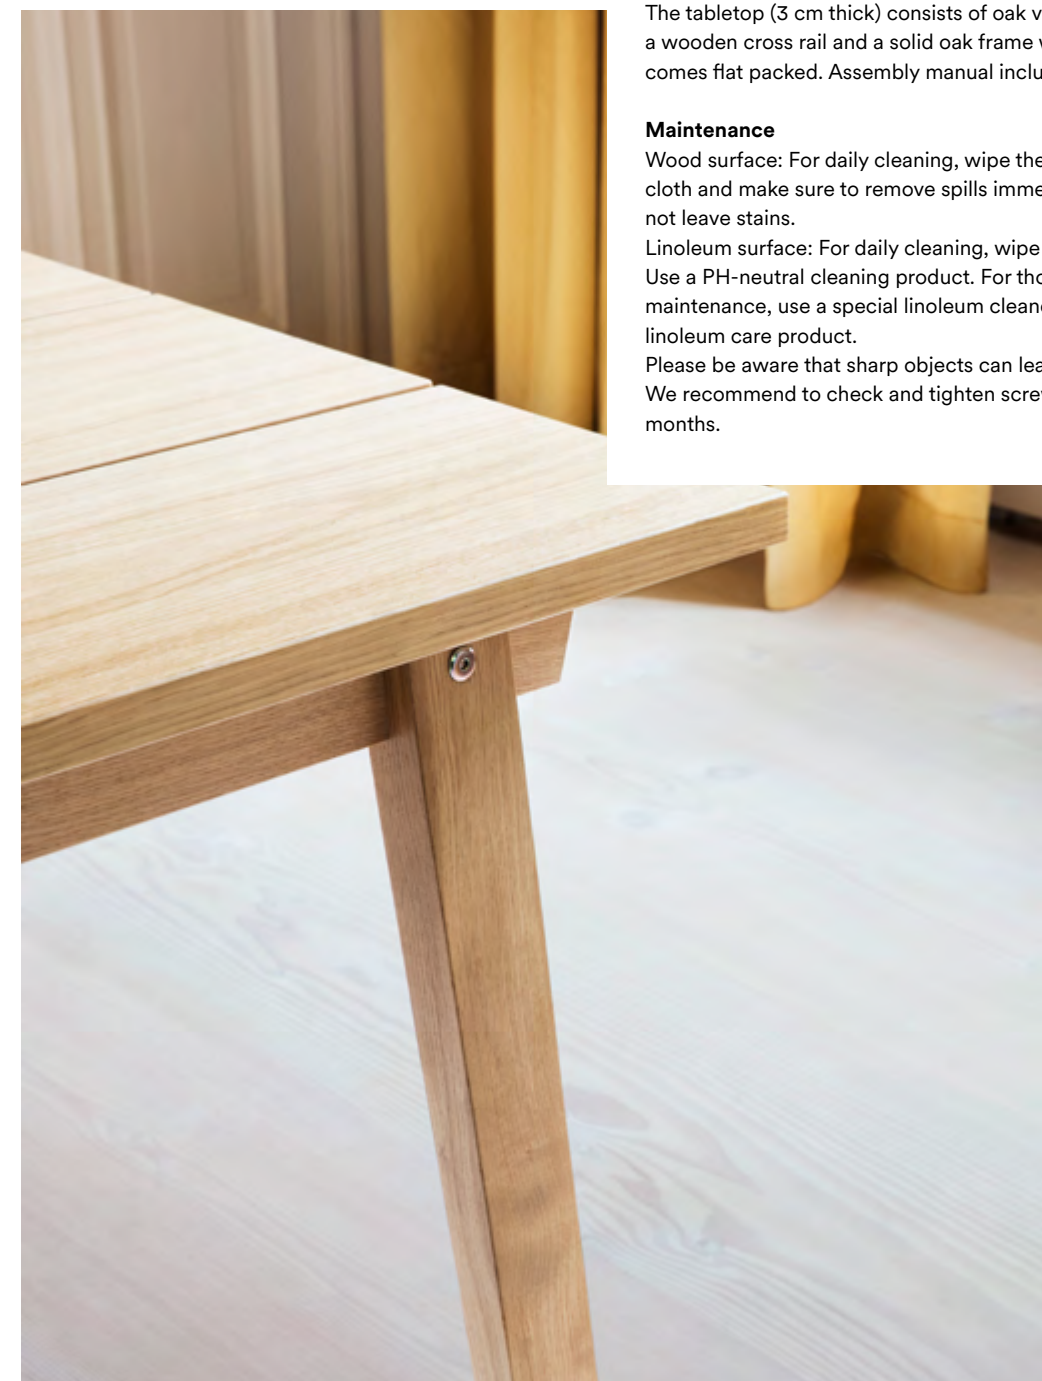 The tabletop (3 cm thick) consists of oak
a wooden cross rail and a solid oak frame
comes flat packed. Assembly manual
Maintenance
Wood surface: For daily cleaning, wipe the
cloth and make sure to remove spills
not leave stains.
Linoleum surface: For daily cleaning, wipe
Use a PH-neutral cleaning product. For
maintenance, use a special linoleum
linoleum care product.
Please be aware that sharp objects can
We recommend to check and tighten
months.